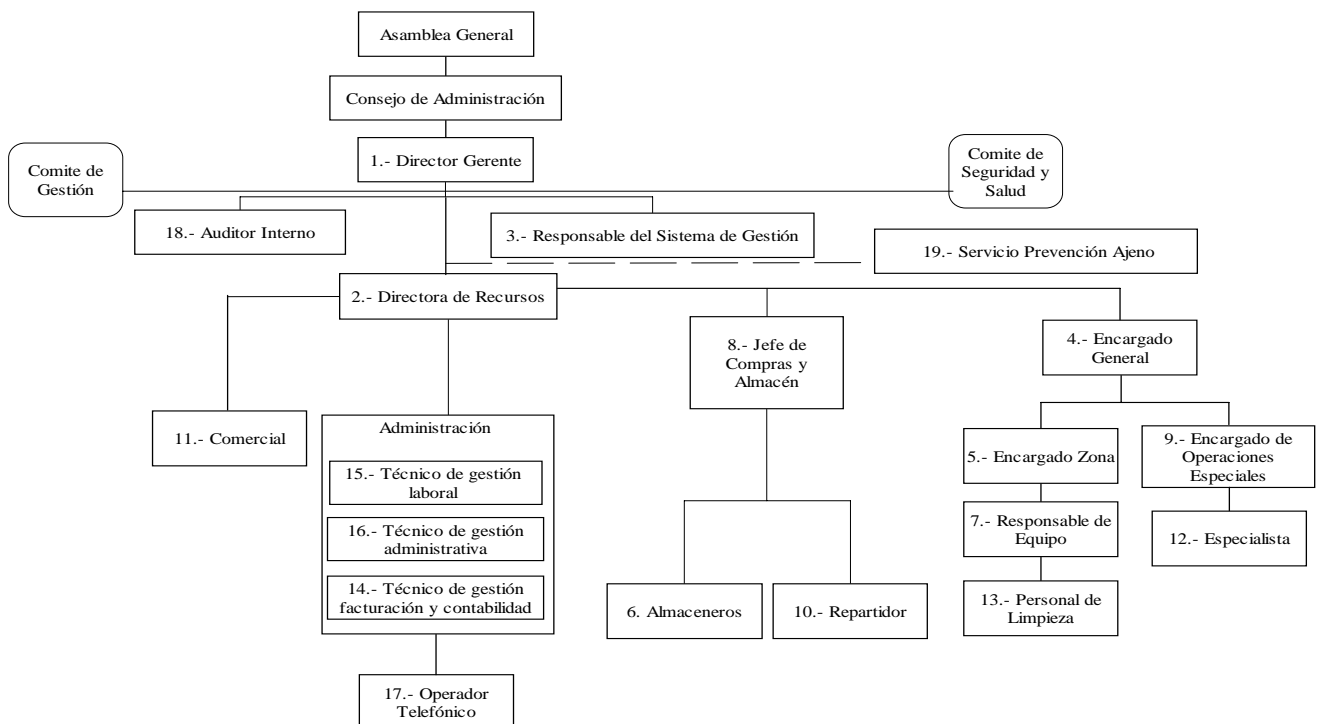 Asamblea General
Consejo de Administración
1.- Director Gerente
Comite de
Gestión
Comite de
Seguridad y
Salud
18.- Auditor Interno
3.- Responsable del Sistema de Gestión
19.- Servicio Prevención Ajeno
2.- Directora de Recursos
8.- Jefe de
Compras y
Almacén
4.- Encargado
General
11.- Comercial
Administración
15.- Técnico de gestión
laboral
16.- Técnico de gestión
administrativa
14.- Técnico de gestión
facturación y contabilidad
5.- Encargado Zona
9.- Encargado de
Operaciones
Especiales
7.- Responsable de
Equipo
12.- Especialista
6. Almaceneros
10.- Repartidor
13.- Personal de
Limpieza
17.- Operador
Telefónico